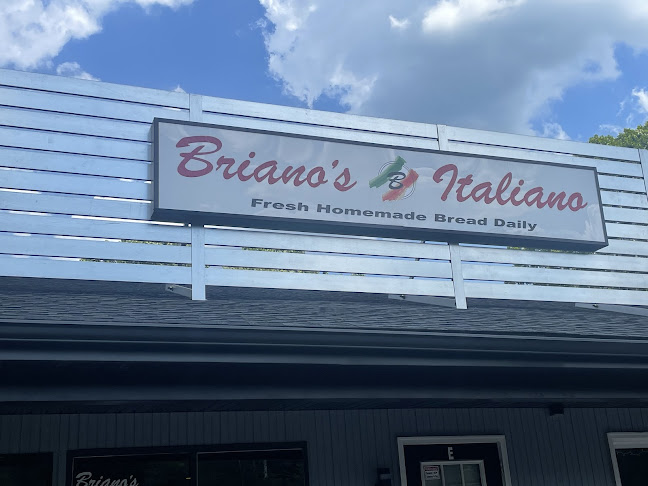 Briano's B Italiano
Fresh Homemade Bread Daily
E
Briano's